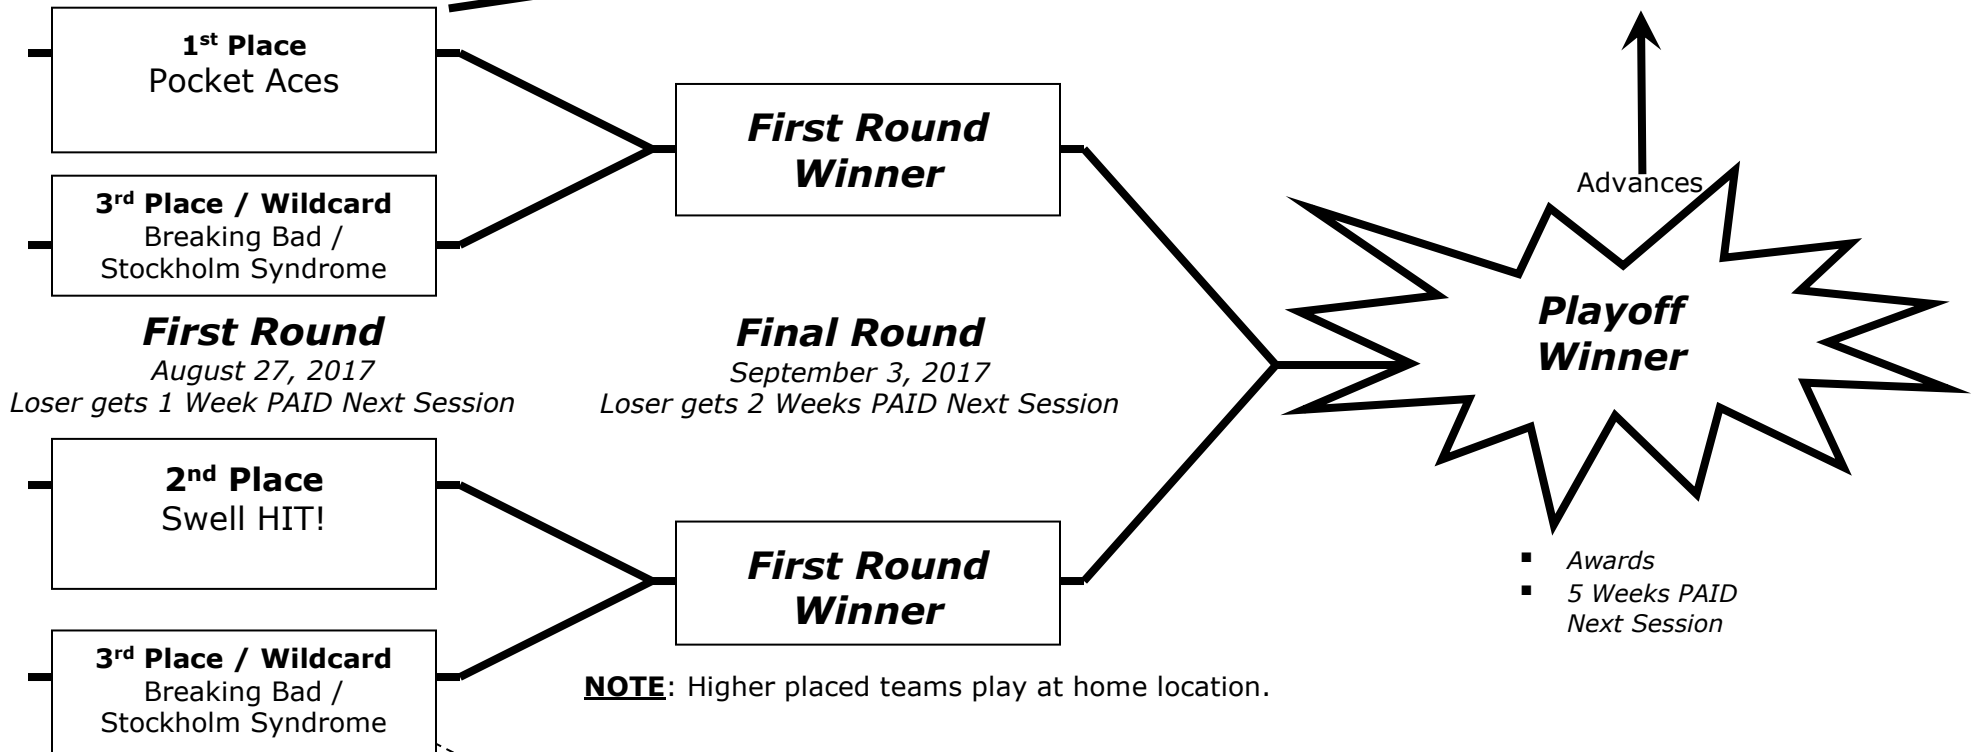 1st Place
Pocket Aces
3rd Place / Wildcard
Breaking Bad /
Stockholm Syndrome
First Round
August 27, 2017
Loser gets 1 Week PAID Next Session
2nd Place
Swell HIT!
3rd Place / Wildcard
Breaking Bad /
Stockholm Syndrome
First Round
Winner
Final Round
September 3, 2017
Loser gets 2 Weeks PAID Next Session
First Round
Winner
NOTE: Higher placed teams play at home location.
Advances
Playoff
Winner
▪ Awards
▪ 5 Weeks PAID
Next Session